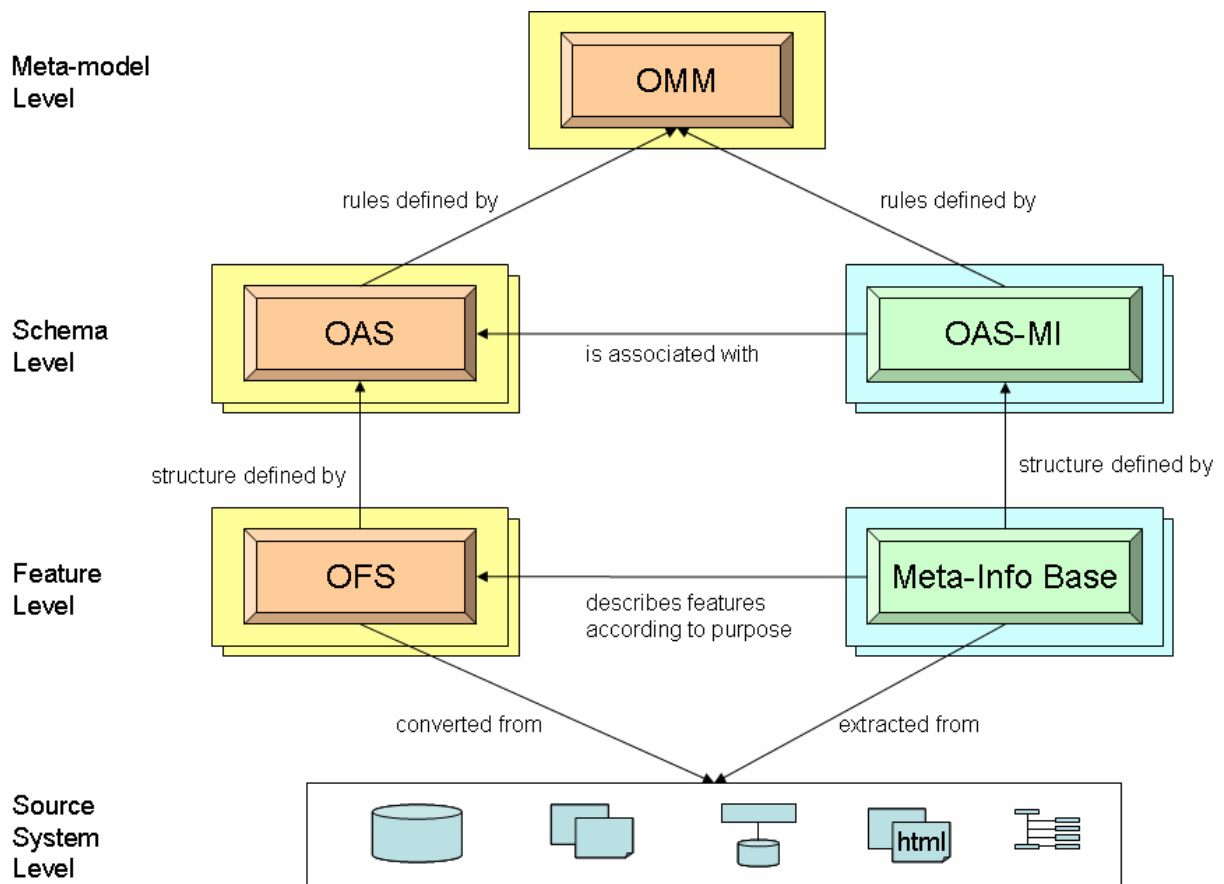 Meta-model
Level
OMM
rules defined by
rules defined by
Schema
Level
OAS
is associated with
OAS-MI
structure defined by
structure defined by
Feature
Level
OFS
describes features
according to purpose
Meta-Info Base
converted from
extracted from
Source
System
Level
html